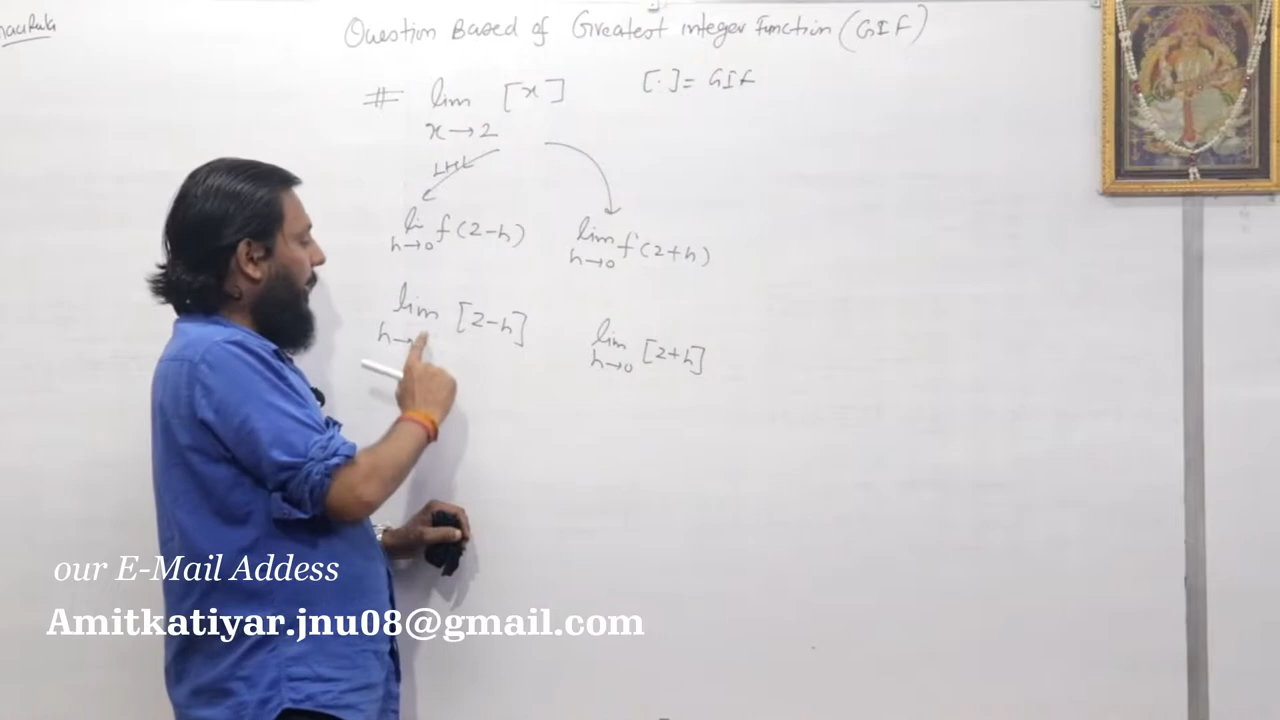 Question Based of Greatest integer Function (GIF)
# lim [x] [.] = GIF
x→2
LHL
lim f(2-h) lim f(2+h)
h→0 h→0
lim [2-h] lim [2+h]
h→ h→0
our E-Mail Addess
Amitkatiyar.jnu08@gmail.com